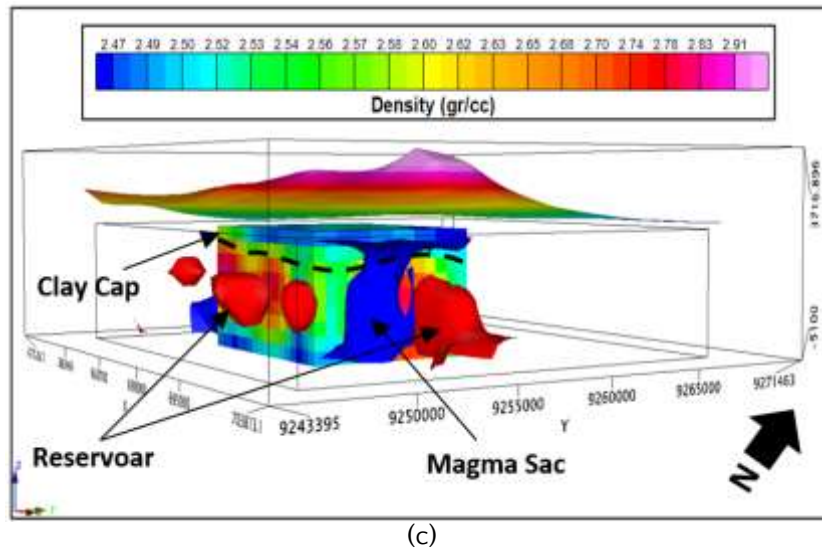 2.47 2.49 2.50 2.52 2.53 2.54 2.56 2.57 2.58 2.60 2.62 2.63 2.65 2.68 2.70 2.74 2.78 2.83 2.91
Density (gr/cc)
3716.896
Clay Cap
-5100
9243395 9250000 9255000 9260000 9265000 9271463
Y
Reservoar
Magma Sac
N
(c)